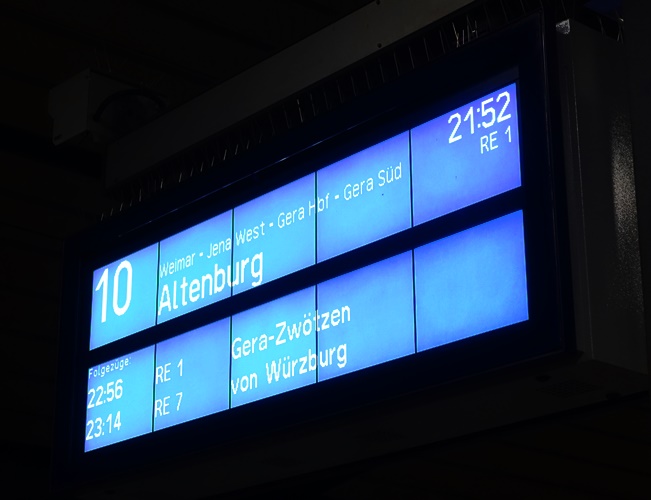 10
Weimar - Jena West - Gera Hbf - Gera Süd
Altenburg
21:52
RE 1
Folgezüge:
22:56 RE 1 Gera-Zwötzen
23:14 RE 7 von Würzburg